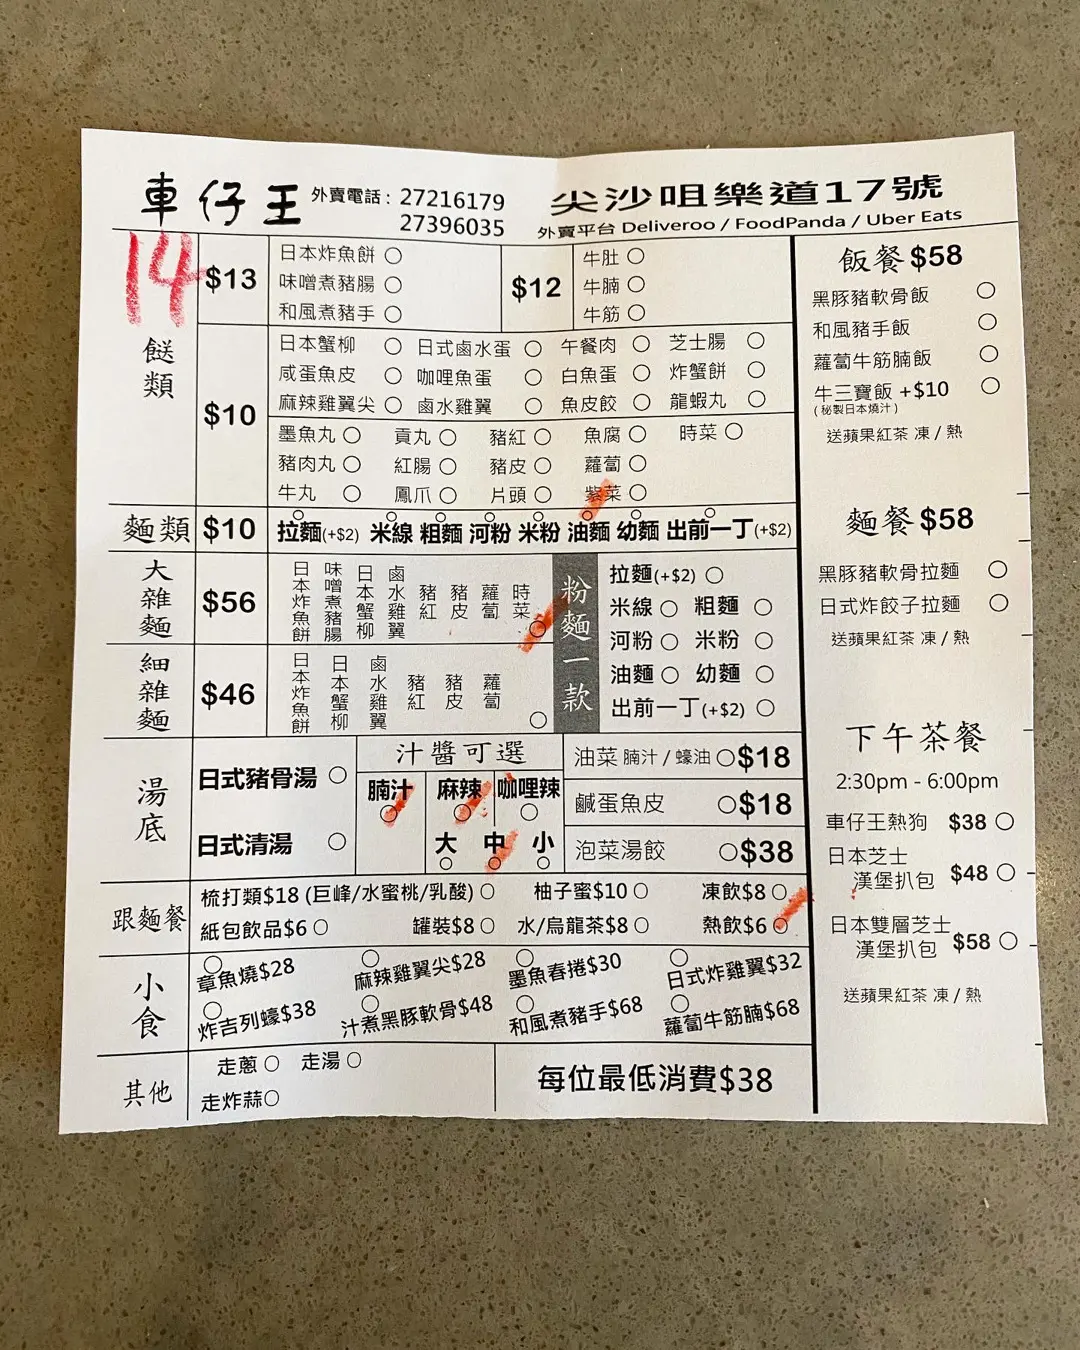 車仔王 外賣電話：27216179
27396035
尖沙咀樂道17號
外賣平台 Deliveroo / FoodPanda / Uber Eats
14
餸類
$13
日本炸魚餅 ○
味噌煮豬腸 ○
和風煮豬手 ○
$12
牛肚 ○
牛腩 ○
牛筋 ○
$10
日本蟹柳 ○ 日式鹵水蛋 ○ 午餐肉 ○ 芝士腸 ○
咸蛋魚皮 ○ 咖哩魚蛋 ○ 白魚蛋 ○ 炸蟹餅 ○
麻辣雞翼尖 ○ 鹵水雞翼 ○ 魚皮餃 ○ 龍蝦丸 ○
墨魚丸 ○ 貢丸 ○ 豬紅 ○ 魚腐 ○ 時菜 ○
豬肉丸 ○ 紅腸 ○ 豬皮 ○ 蘿蔔 ○
牛丸 ○ 鳳爪 ○ 片頭 ○ 紫菜 ○
麵類 $10 拉麵(+$2) 米線 粗麵 河粉 米粉 油麵 幼麵 出前一丁(+$2)
大雜麵 $56
日本炸魚餅 味噌煮豬腸 日本蟹柳 鹵水雞翼 豬紅 豬皮 蘿蔔 時菜 ○
細雜麵 $46
日本炸魚餅 日本蟹柳 鹵水雞翼 豬紅 豬皮 蘿蔔 ○
粉麵一款
拉麵(+$2) ○
米線 ○ 粗麵 ○
河粉 ○ 米粉 ○
油麵 ○ 幼麵 ○
出前一丁(+$2) ○
湯底
日式豬骨湯 ○
日式清湯 ○
汁醬可選
腩汁 麻辣 咖哩辣
大 中 小
油菜 腩汁 / 蠔油 ○ $18
鹹蛋魚皮 ○ $18
泡菜湯餃 ○ $38
跟麵餐
梳打類$18 (巨峰/水蜜桃/乳酸) ○ 柚子蜜$10 ○ 凍飲$8 ○
紙包飲品$6 ○ 罐裝$8 ○ 水/烏龍茶$8 ○ 熱飲$6 ○
小食
章魚燒$28 麻辣雞翼尖$28 墨魚春捲$30 日式炸雞翼$32
炸吉列蠔$38 汁煮黑豚軟骨$48 和風煮豬手$68 蘿蔔牛筋腩$68
其他
走蔥 ○ 走湯 ○
走炸蒜 ○
每位最低消費$38
飯餐 $58
黑豚豬軟骨飯 ○
和風豬手飯 ○
蘿蔔牛筋腩飯 ○
牛三寶飯 +$10 ○
( 秘製日本燒汁 )
送蘋果紅茶 凍 / 熱
麵餐 $58
黑豚豬軟骨拉麵 ○
日式炸餃子拉麵 ○
送蘋果紅茶 凍 / 熱
下午茶餐
2:30pm - 6:00pm
車仔王熱狗 $38 ○
日本芝士
漢堡扒包 $48 ○
日本雙層芝士
漢堡扒包 $58 ○
送蘋果紅茶 凍 / 熱